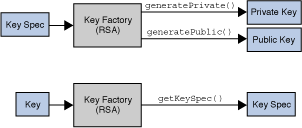 generatePrivate()
Private Key
Key Spec
Key Factory
(RSA)
generatePublic()
Public Key
Key
Key Factory
(RSA)
getKeySpec()
Key Spec